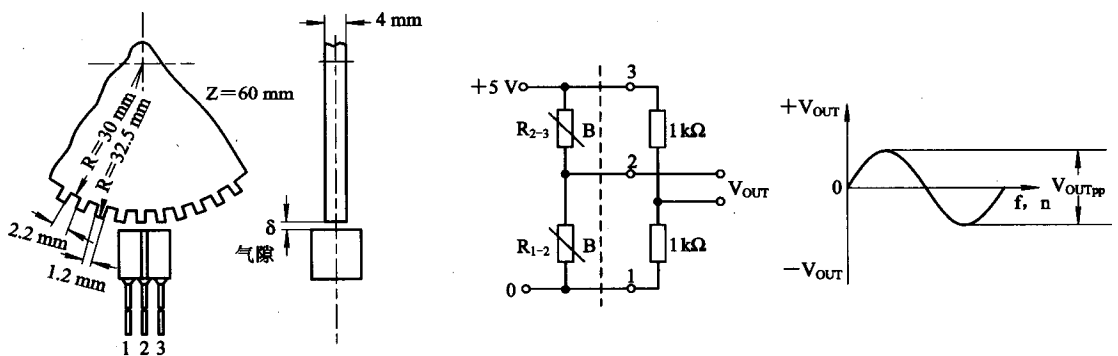 4 mm
Z=60 mm
R=30 mm
R=32.5 mm
2.2 mm
1.2 mm
δ
气隙
1 2 3
+5 V
3
R2-3 B
1 kΩ
2
VOUT
R1-2 B
1 kΩ
0
1
+VOUT
0
f, n
VOUTpp
−VOUT